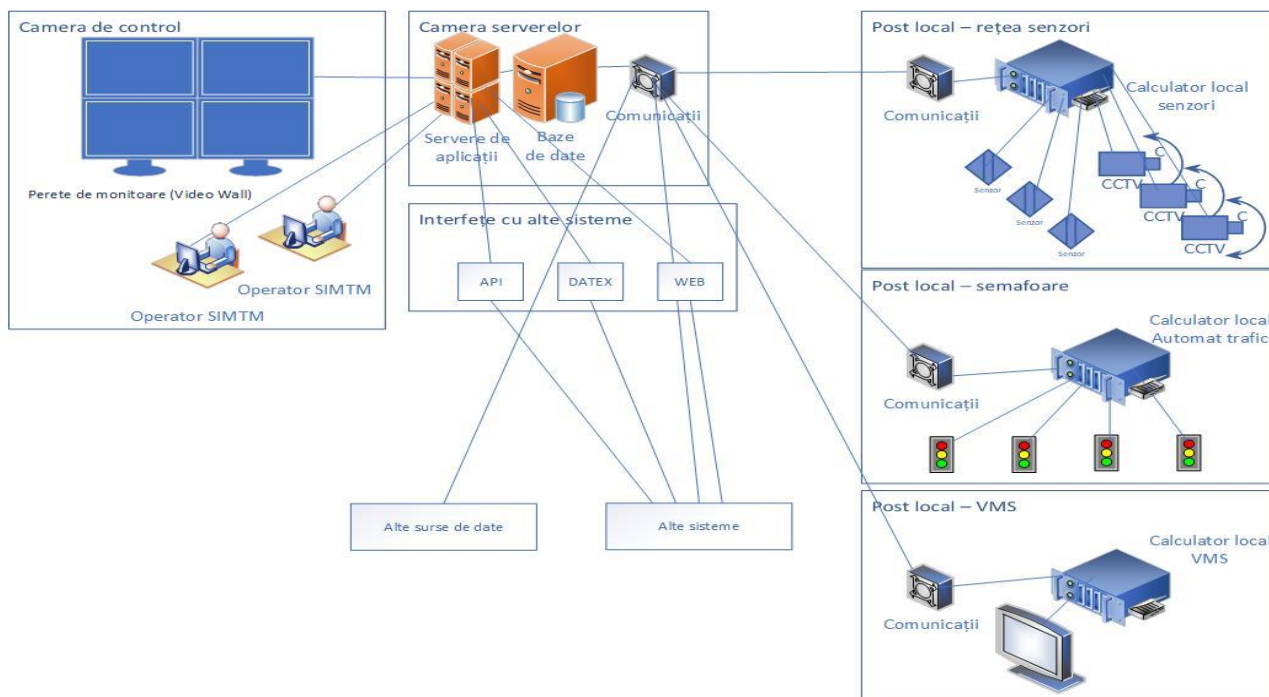 Camera de control
Perete de monitoare (Video Wall)
Operator SIMTM
Operator SIMTM
Camera serverelor
Servere de
aplicații
Baze
de date
Comunicații
Interfețe cu alte sisteme
API
DATEX
WEB
Alte surse de date
Alte sisteme
Post local – rețea senzori
Comunicații
Calculator local
senzori
Senzor
Senzor
Senzor
C
CCTV
C
CCTV
C
CCTV
Post local – semafoare
Calculator local
Automat trafic
Comunicații
Post local – VMS
Calculator local
VMS
Comunicații